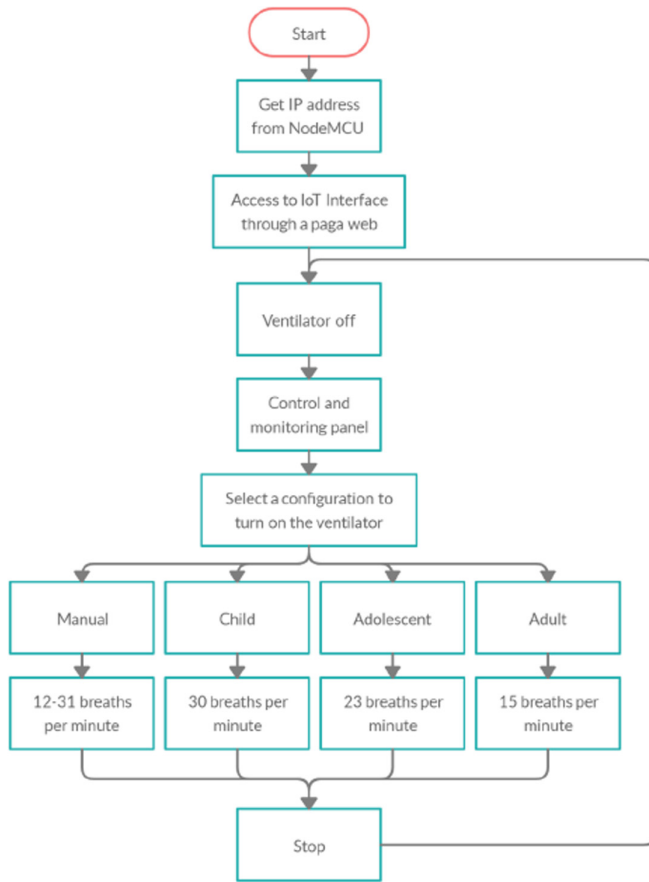 Start
Get IP address
from NodeMCU
Access to IoT Interface
through a paga web
Ventilator off
Control and
monitoring panel
Select a configuration to
turn on the ventilator
Manual
Child
Adolescent
Adult
12-31 breaths
per minute
30 breaths per
minute
23 breaths per
minute
15 breaths per
minute
Stop